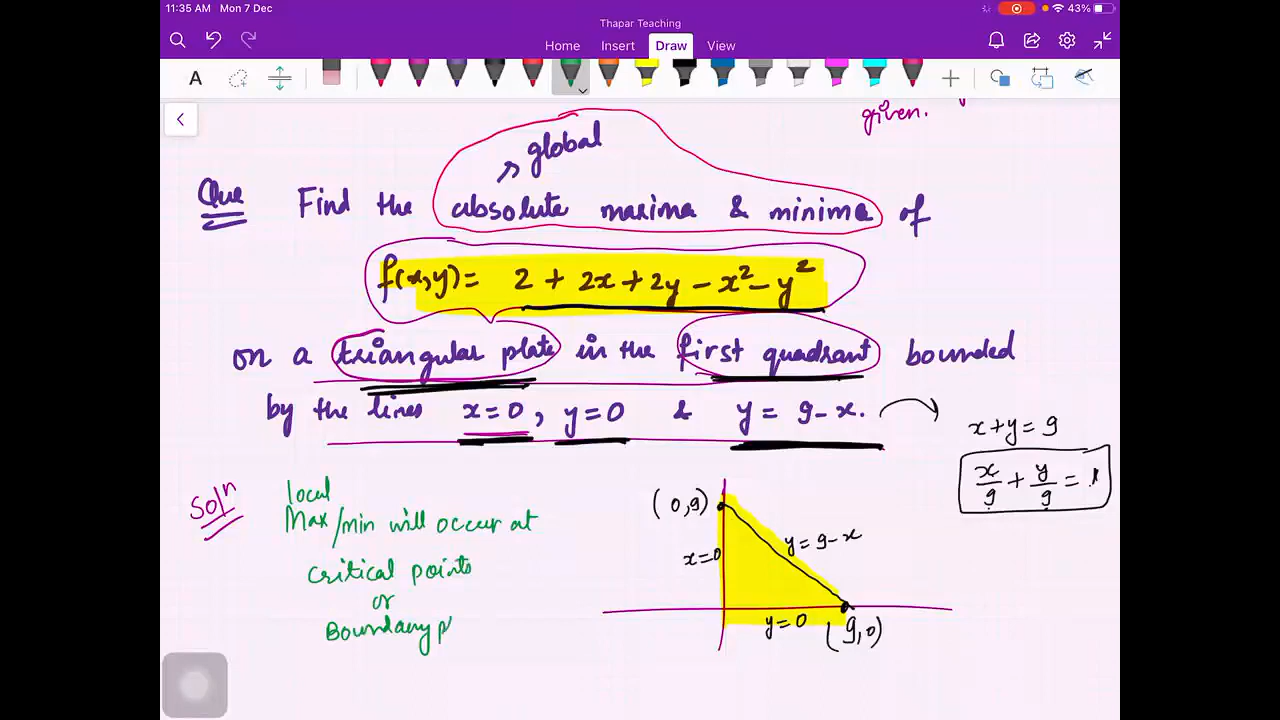 11:35 AM Mon 7 Dec
43%
Thapar Teaching
Home Insert Draw View
A
given.
global
Que Find the absolute maxima & minima of
f(x,y) = 2 + 2x + 2y - x² - y²
on a triangular plate in the first quadrant bounded
by the lines x=0, y=0 & y = 9-x.
x+y = 9
x/9 + y/9 = 1
Solⁿ
local
Max/min will occur at
critical points
or
Boundary p
(0,9)
x=0
y=9-x
y=0
(9,0)